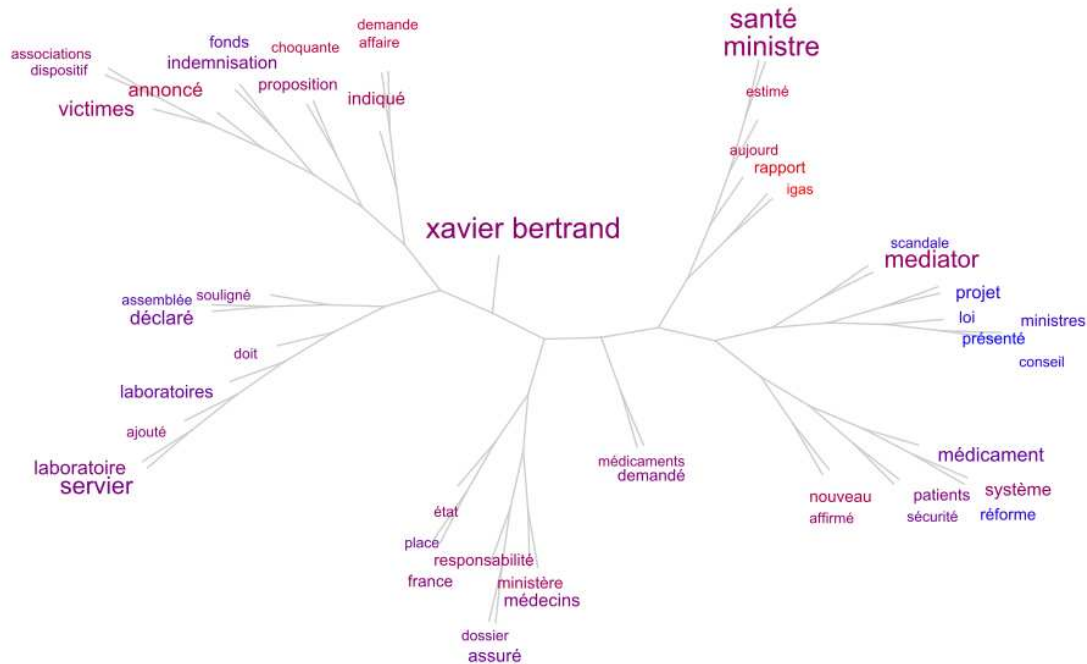 santé
ministre
demande
affaire
fonds
choquante
associations
indemnisation
dispositif
proposition
annoncé
indiqué
victimes
estimé
aujourd
rapport
igas
xavier bertrand
scandale
mediator
assemblée
souligné
déclaré
projet
loi
ministres
présenté
conseil
doit
laboratoires
ajouté
laboratoire
servier
médicaments
demandé
médicament
nouveau
patients
système
affirmé
sécurité
réforme
état
place
responsabilité
france
ministère
médecins
dossier
assuré